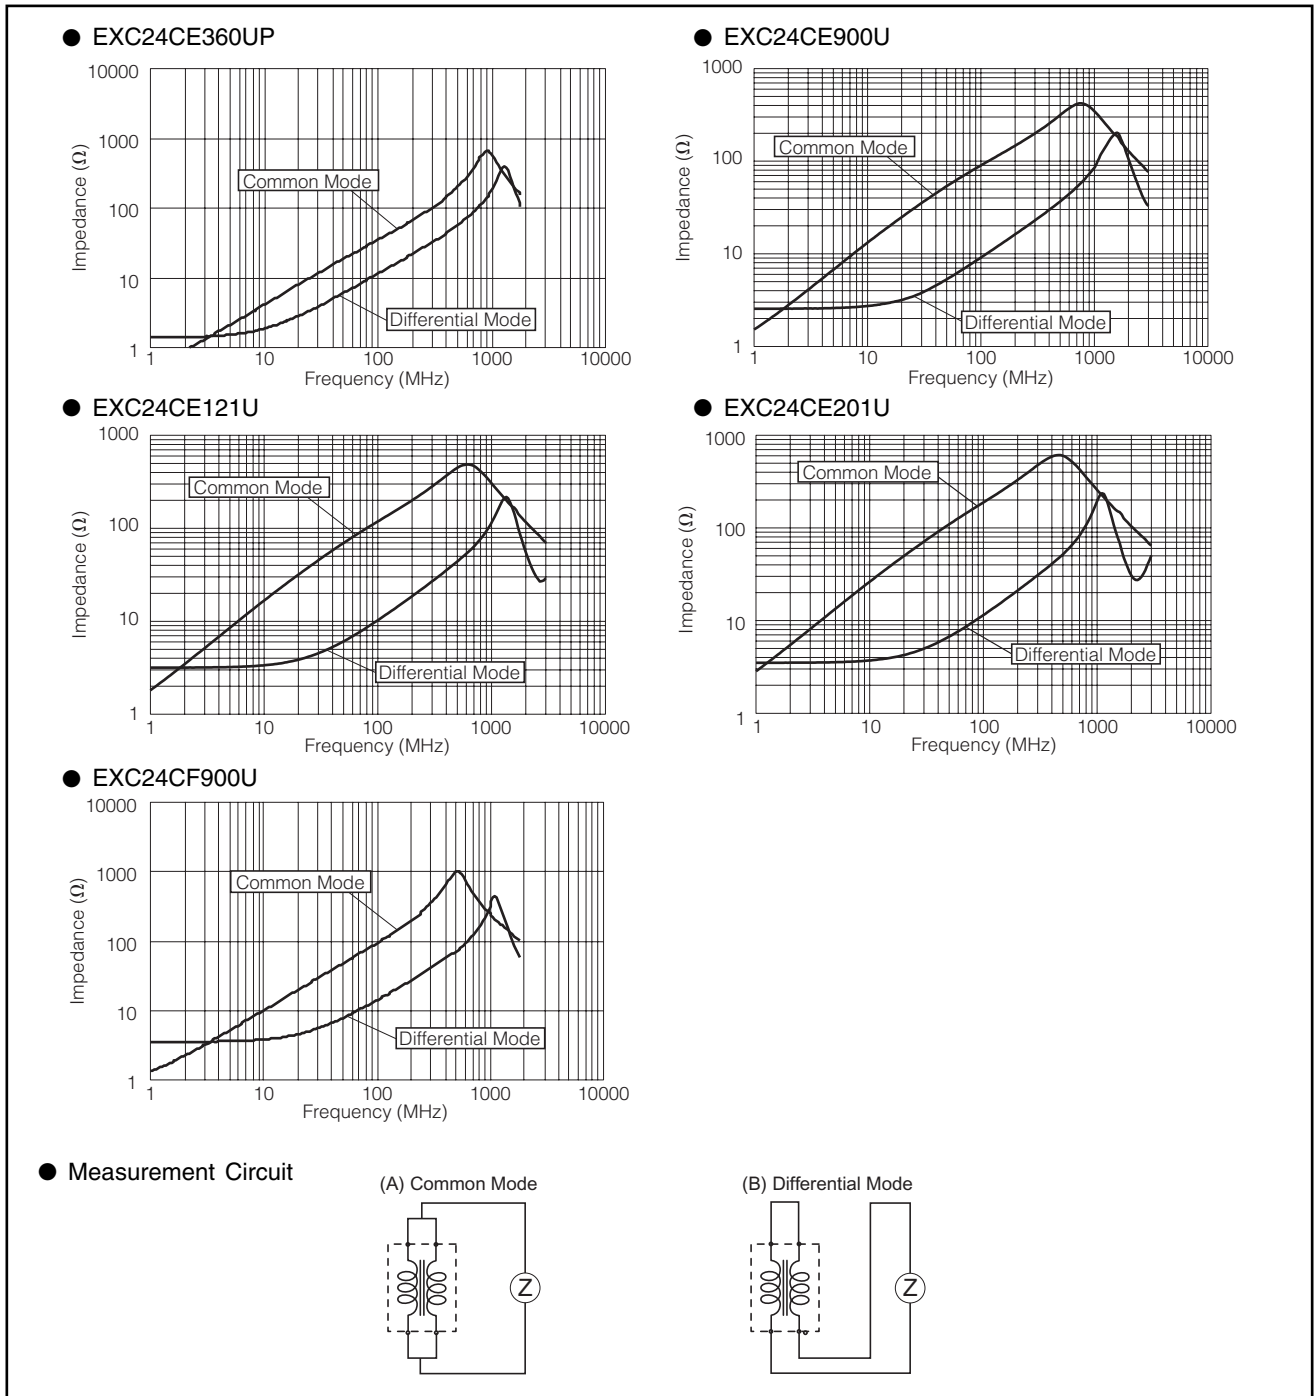 ● EXC24CE360UP
10000
1000
100
10
1
Impedance (Ω)
Common Mode
Differential Mode
1 10 100 1000 10000
Frequency (MHz)
● EXC24CE900U
1000
100
10
1
Impedance (Ω)
Common Mode
Differential Mode
1 10 100 1000 10000
Frequency (MHz)
● EXC24CE121U
1000
100
10
1
Impedance (Ω)
Common Mode
Differential Mode
1 10 100 1000 10000
Frequency (MHz)
● EXC24CE201U
1000
100
10
1
Impedance (Ω)
Common Mode
Differential Mode
1 10 100 1000 10000
Frequency (MHz)
● EXC24CF900U
10000
1000
100
10
1
Impedance (Ω)
Common Mode
Differential Mode
1 10 100 1000 10000
Frequency (MHz)
● Measurement Circuit
(A) Common Mode
Z
(B) Differential Mode
Z